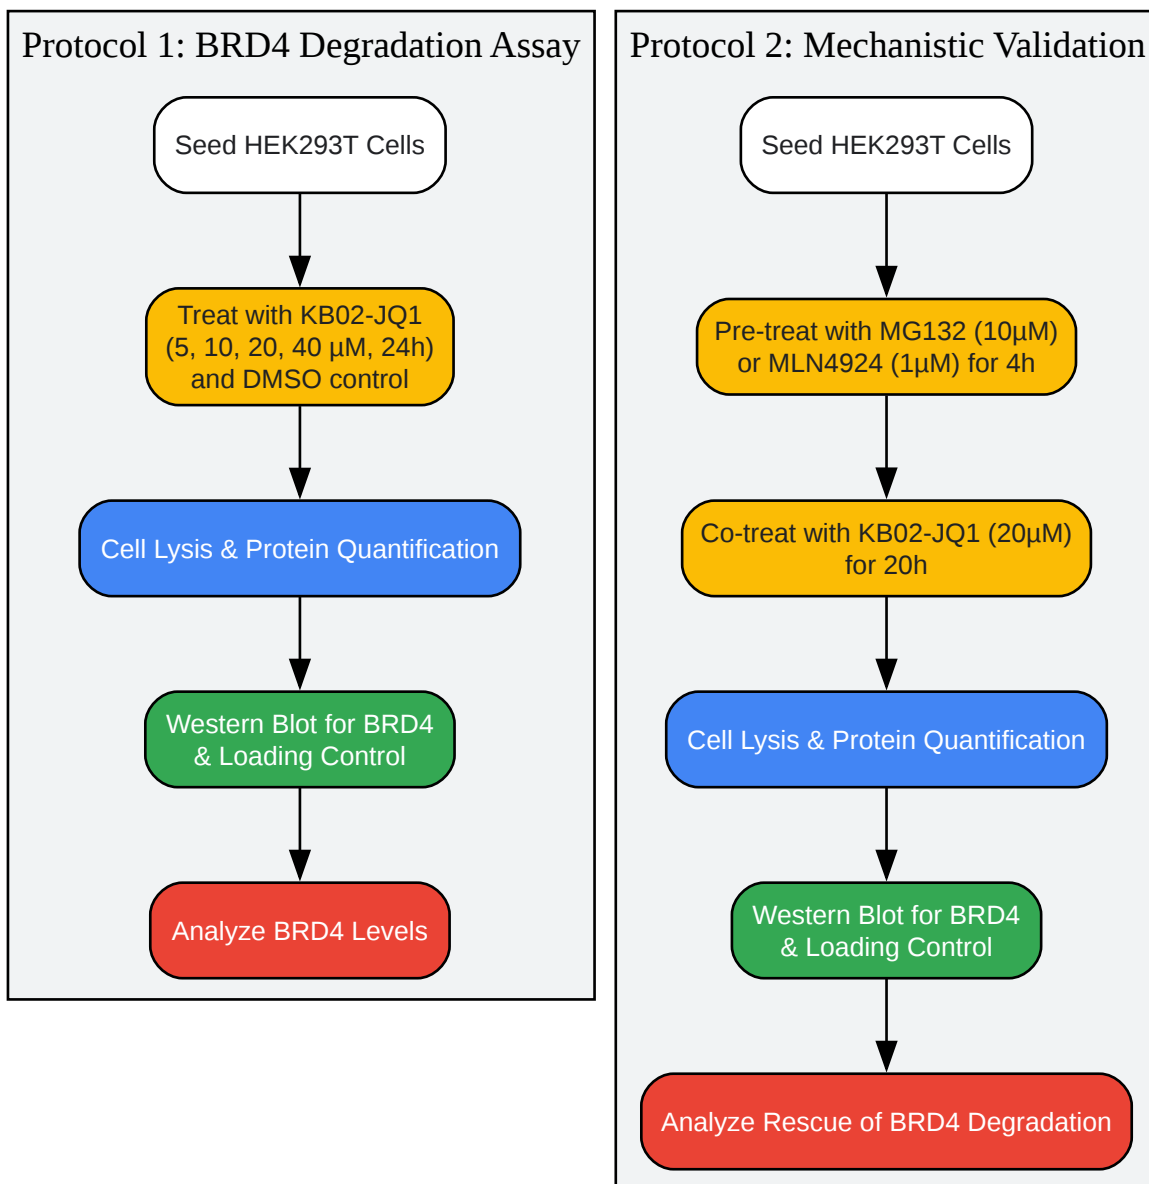 Protocol 1: BRD4 Degradation Assay
Seed HEK293T Cells
Treat with KB02-JQ1
(5, 10, 20, 40 µM, 24h)
and DMSO control
Cell Lysis & Protein Quantification
Western Blot for BRD4
& Loading Control
Analyze BRD4 Levels
Protocol 2: Mechanistic Validation
Seed HEK293T Cells
Pre-treat with MG132 (10µM)
or MLN4924 (1µM) for 4h
Co-treat with KB02-JQ1 (20µM)
for 20h
Cell Lysis & Protein Quantification
Western Blot for BRD4
& Loading Control
Analyze Rescue of BRD4 Degradation